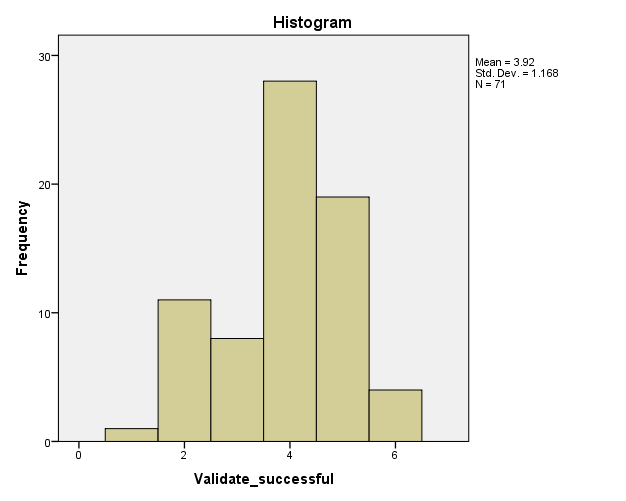 Histogram
Mean = 3.92
Std. Dev. = 1.168
N = 71
Frequency
30
20
10
0
0 2 4 6
Validate_successful